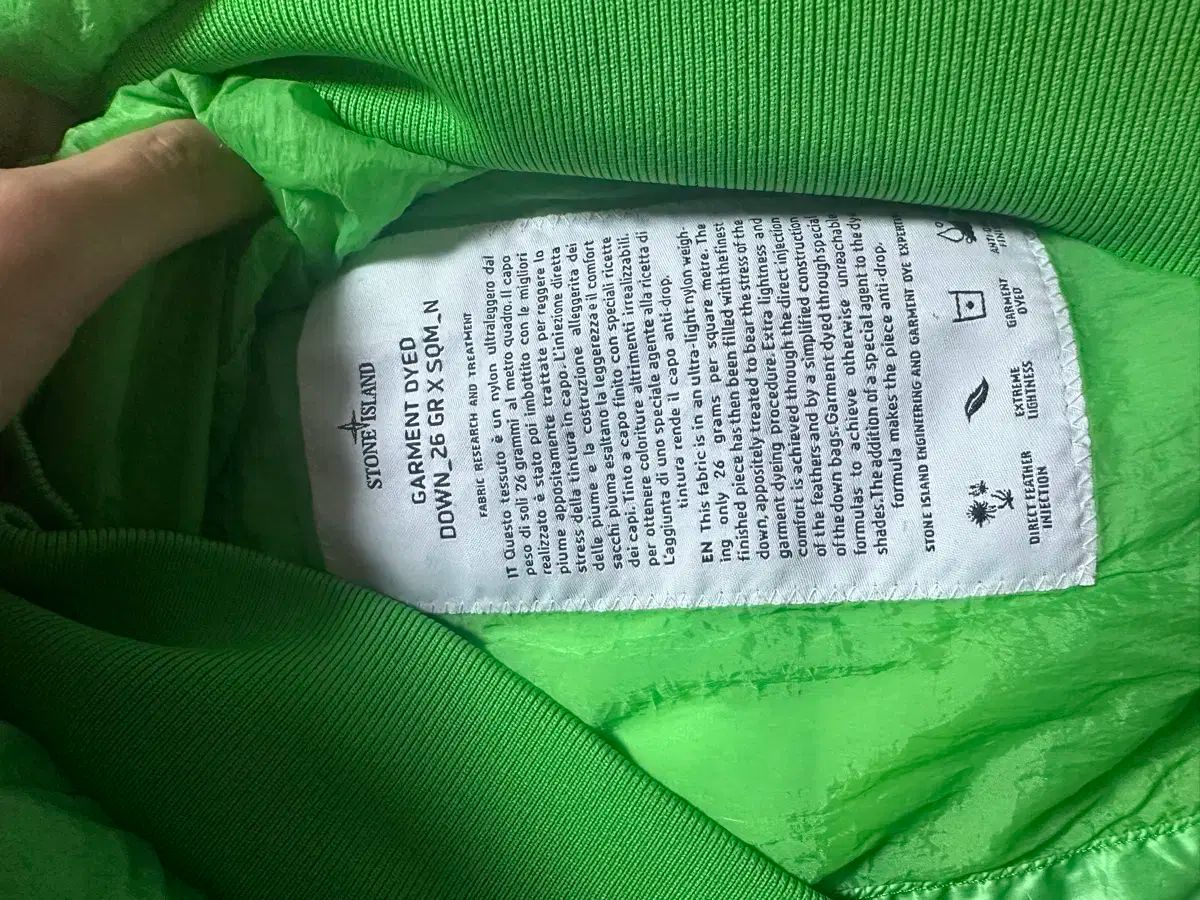 STONE ISLAND
GARMENT DYED
DOWN_26 GR X SQM_N
FABRIC RESEARCH AND TREATMENT
IT Questo tessuto è un nylon ultraleggero dal
peso di soli 26 grammi al metro quadro. Il capo
realizzato è stato poi imbottito con le migliori
piume appositamente trattate per reggere lo
stress della tintura in capo. L'iniezione diretta
delle piume e la costruzione alleggerita dei
sacchi piuma esaltano la leggerezza e il comfort
dei capi. Tinto a capo finito con speciali ricette
per ottenere coloriture altrimenti irrealizzabili.
L'aggiunta di uno speciale agente alla ricetta di
tintura rende il capo anti-drop.
EN This fabric is in an ultra-light nylon weigh-
ing only 26 grams per square metre. The
finished piece has then been filled with the finest
down, appositely treated to bear the stress of the
garment dyeing procedure. Extra lightness and
comfort is achieved through the direct injection
of the feathers and by a simplified construction
of the down bags. Garment dyed through special
formulas to achieve otherwise unreachable
shades. The addition of a special agent to the dye
formula makes the piece anti-drop.
STONE ISLAND ENGINEERING AND GARMENT DYE
DIRECT FEATHER
INJECTION
EXTREME
LIGHTNESS
GARMENT
DYED